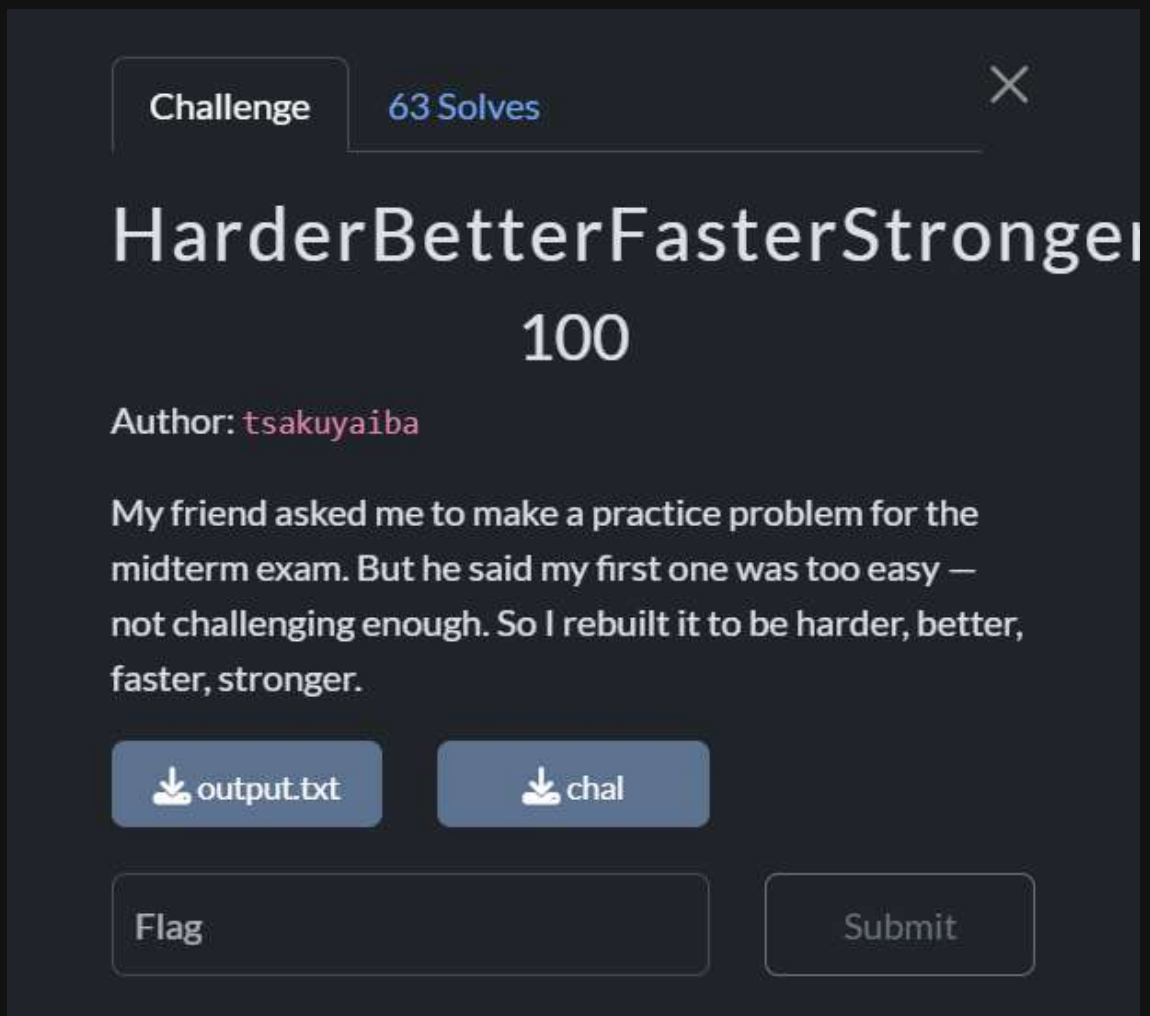 Challenge
63 Solves
HarderBetterFasterStronger
100
Author: tsakuyaiba
My friend asked me to make a practice problem for the
midterm exam. But he said my first one was too easy —
not challenging enough. So I rebuilt it to be harder, better,
faster, stronger.
output.txt
chal
Flag
Submit